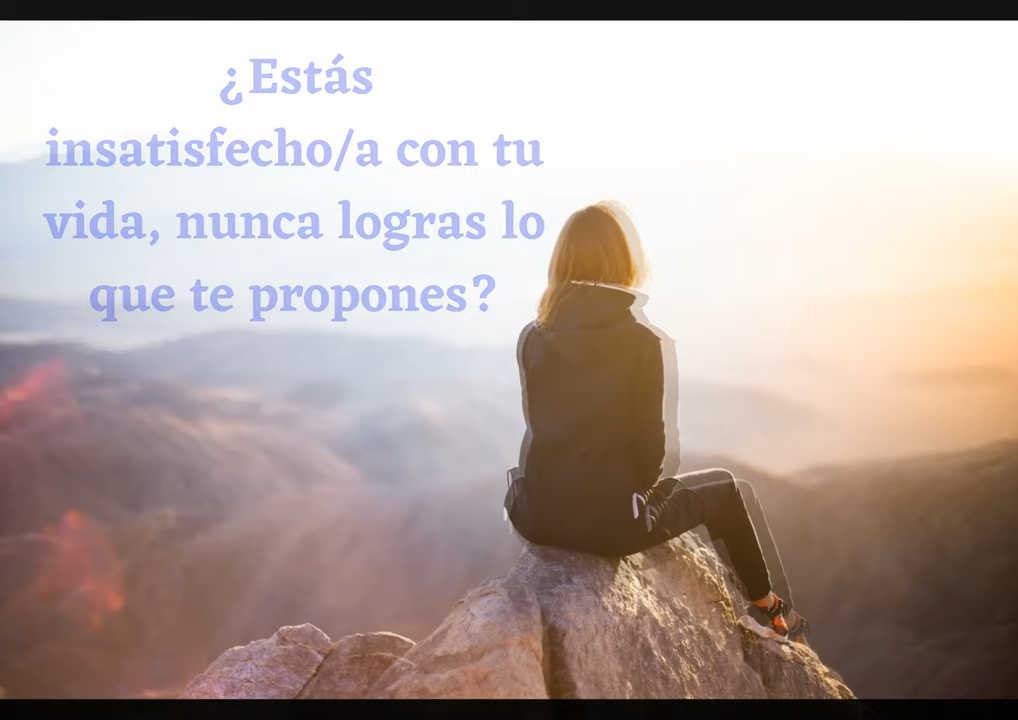 ¿Estás
insatisfecho/a con tu
vida, nunca logras lo
que te propones?